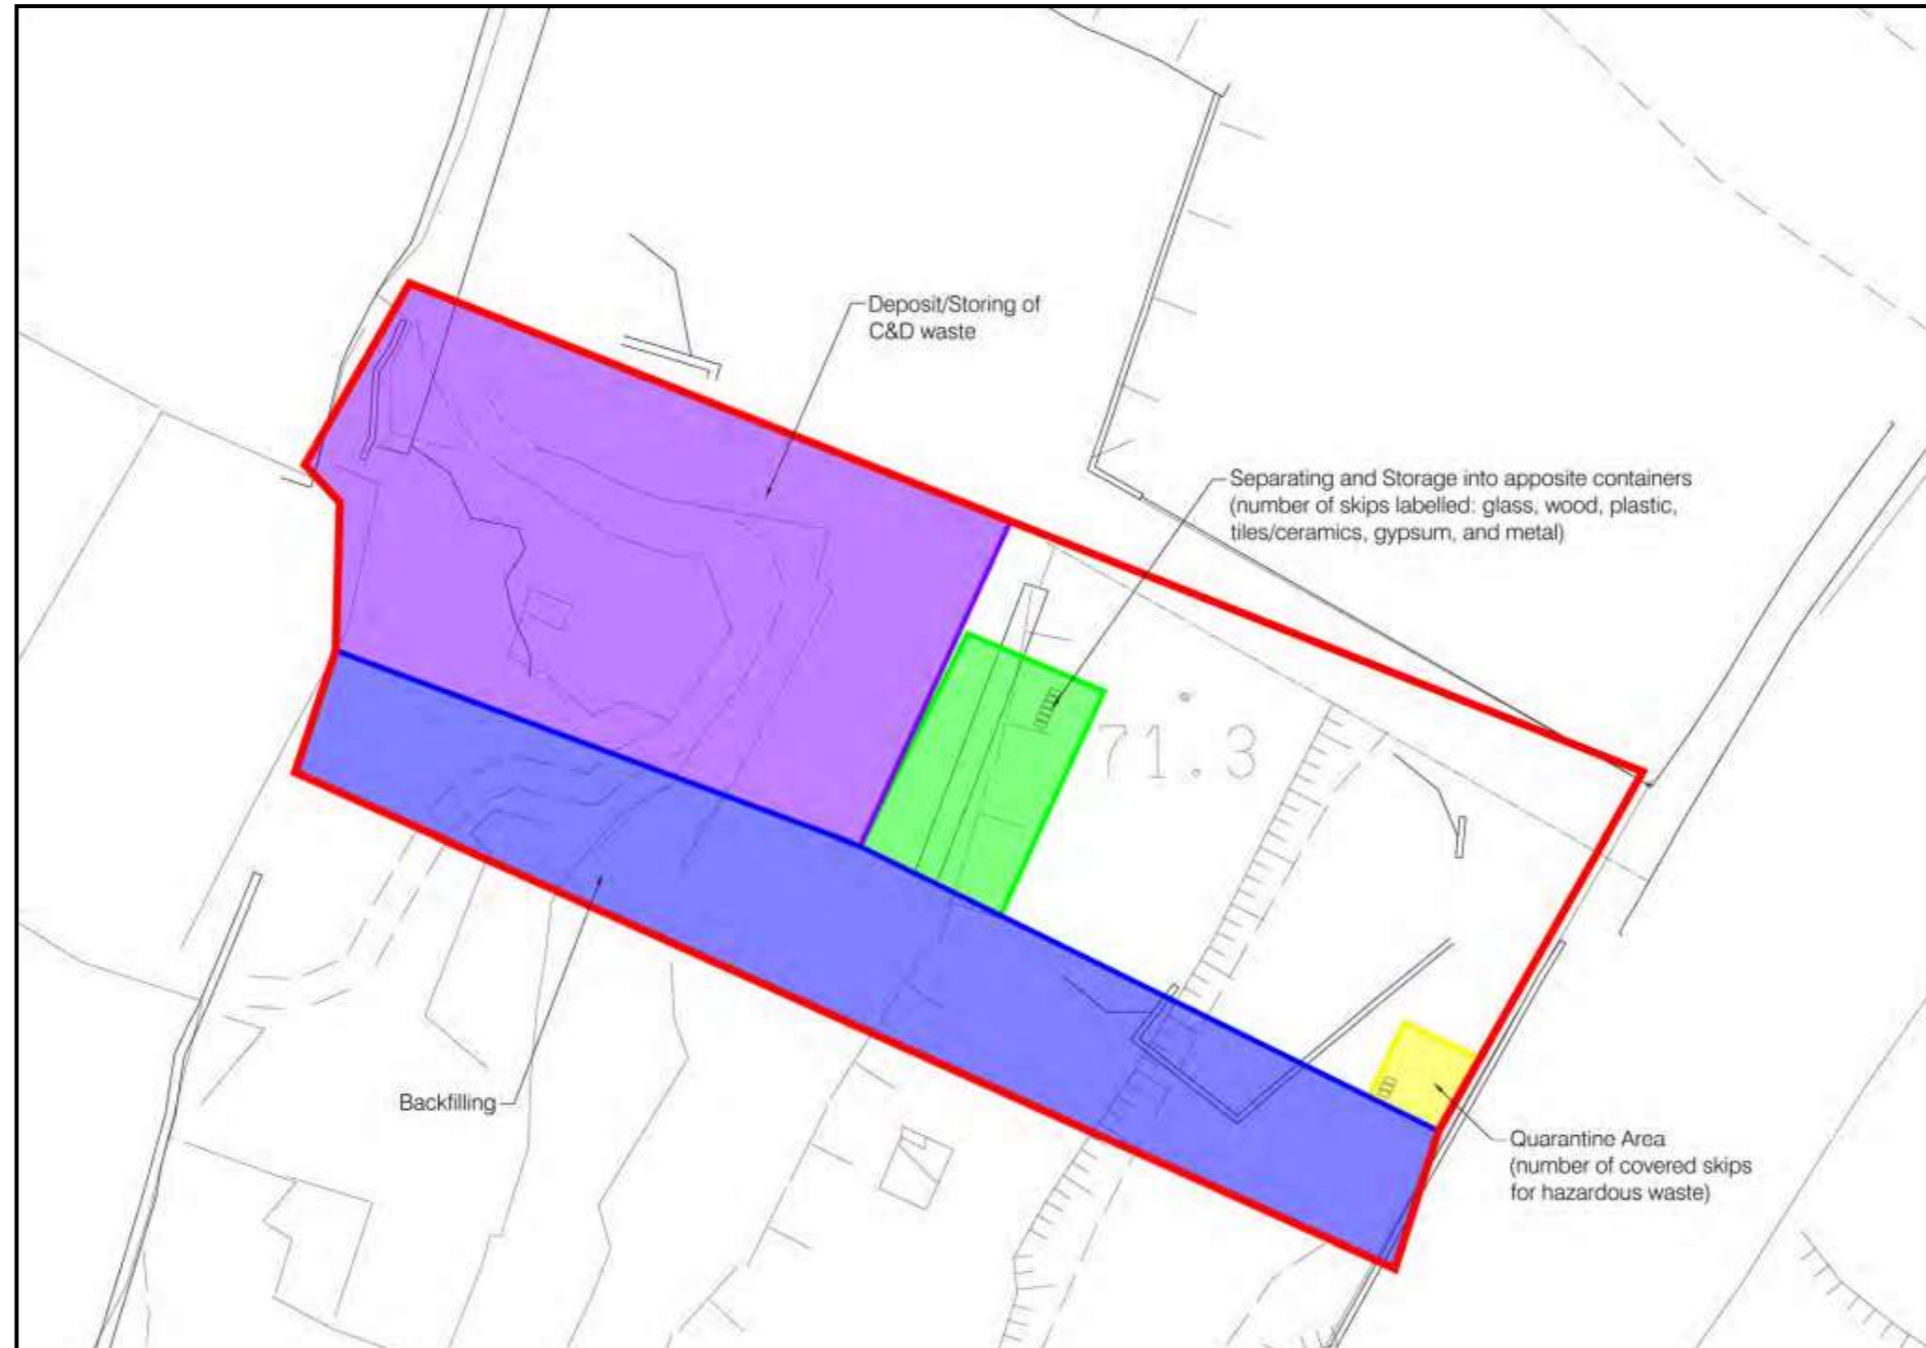 Deposit/Storing of
C&D waste
Separating and Storage into apposite containers
(number of skips labelled: glass, wood, plastic,
tiles/ceramics, gypsum, and metal)
71.3
Backfilling
Quarantine Area
(number of covered skips
for hazardous waste)